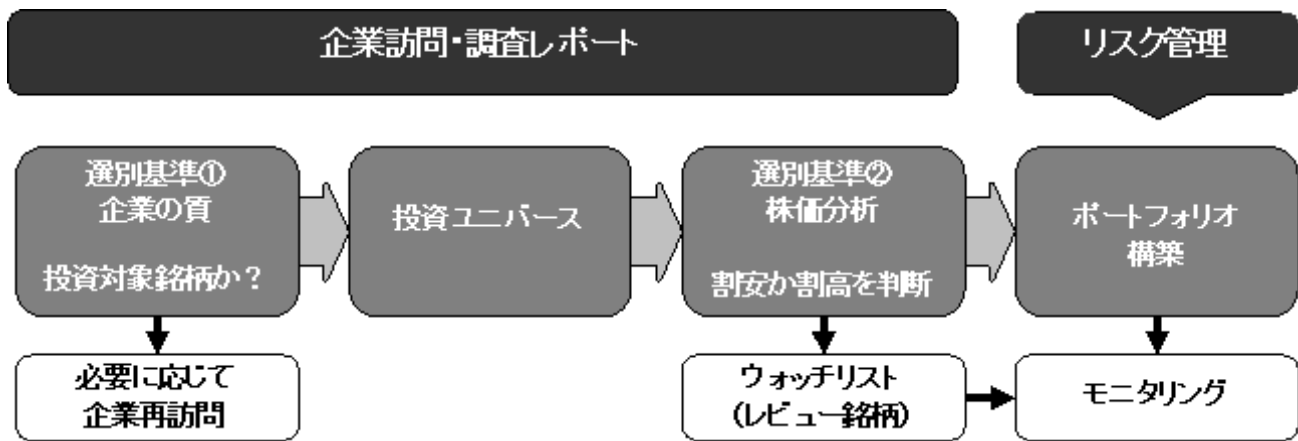 企業訪問・調査レポート
リスク管理
選別基準①
企業の質
投資対象銘柄か？
投資ユニバース
選別基準②
株価分析
割安か割高を判断
ポートフォリオ
構築
必要に応じて
企業再訪問
ウォッチリスト
(レビュー銘柄)
モニタリング